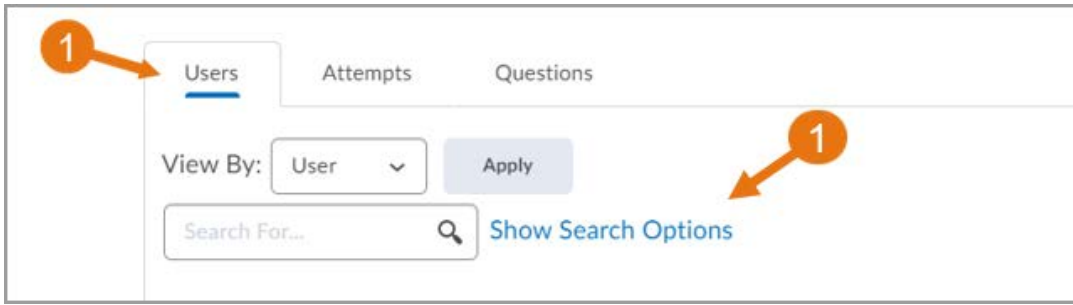 1
Users Attempts Questions
1
View By: User Apply
Search For... Show Search Options